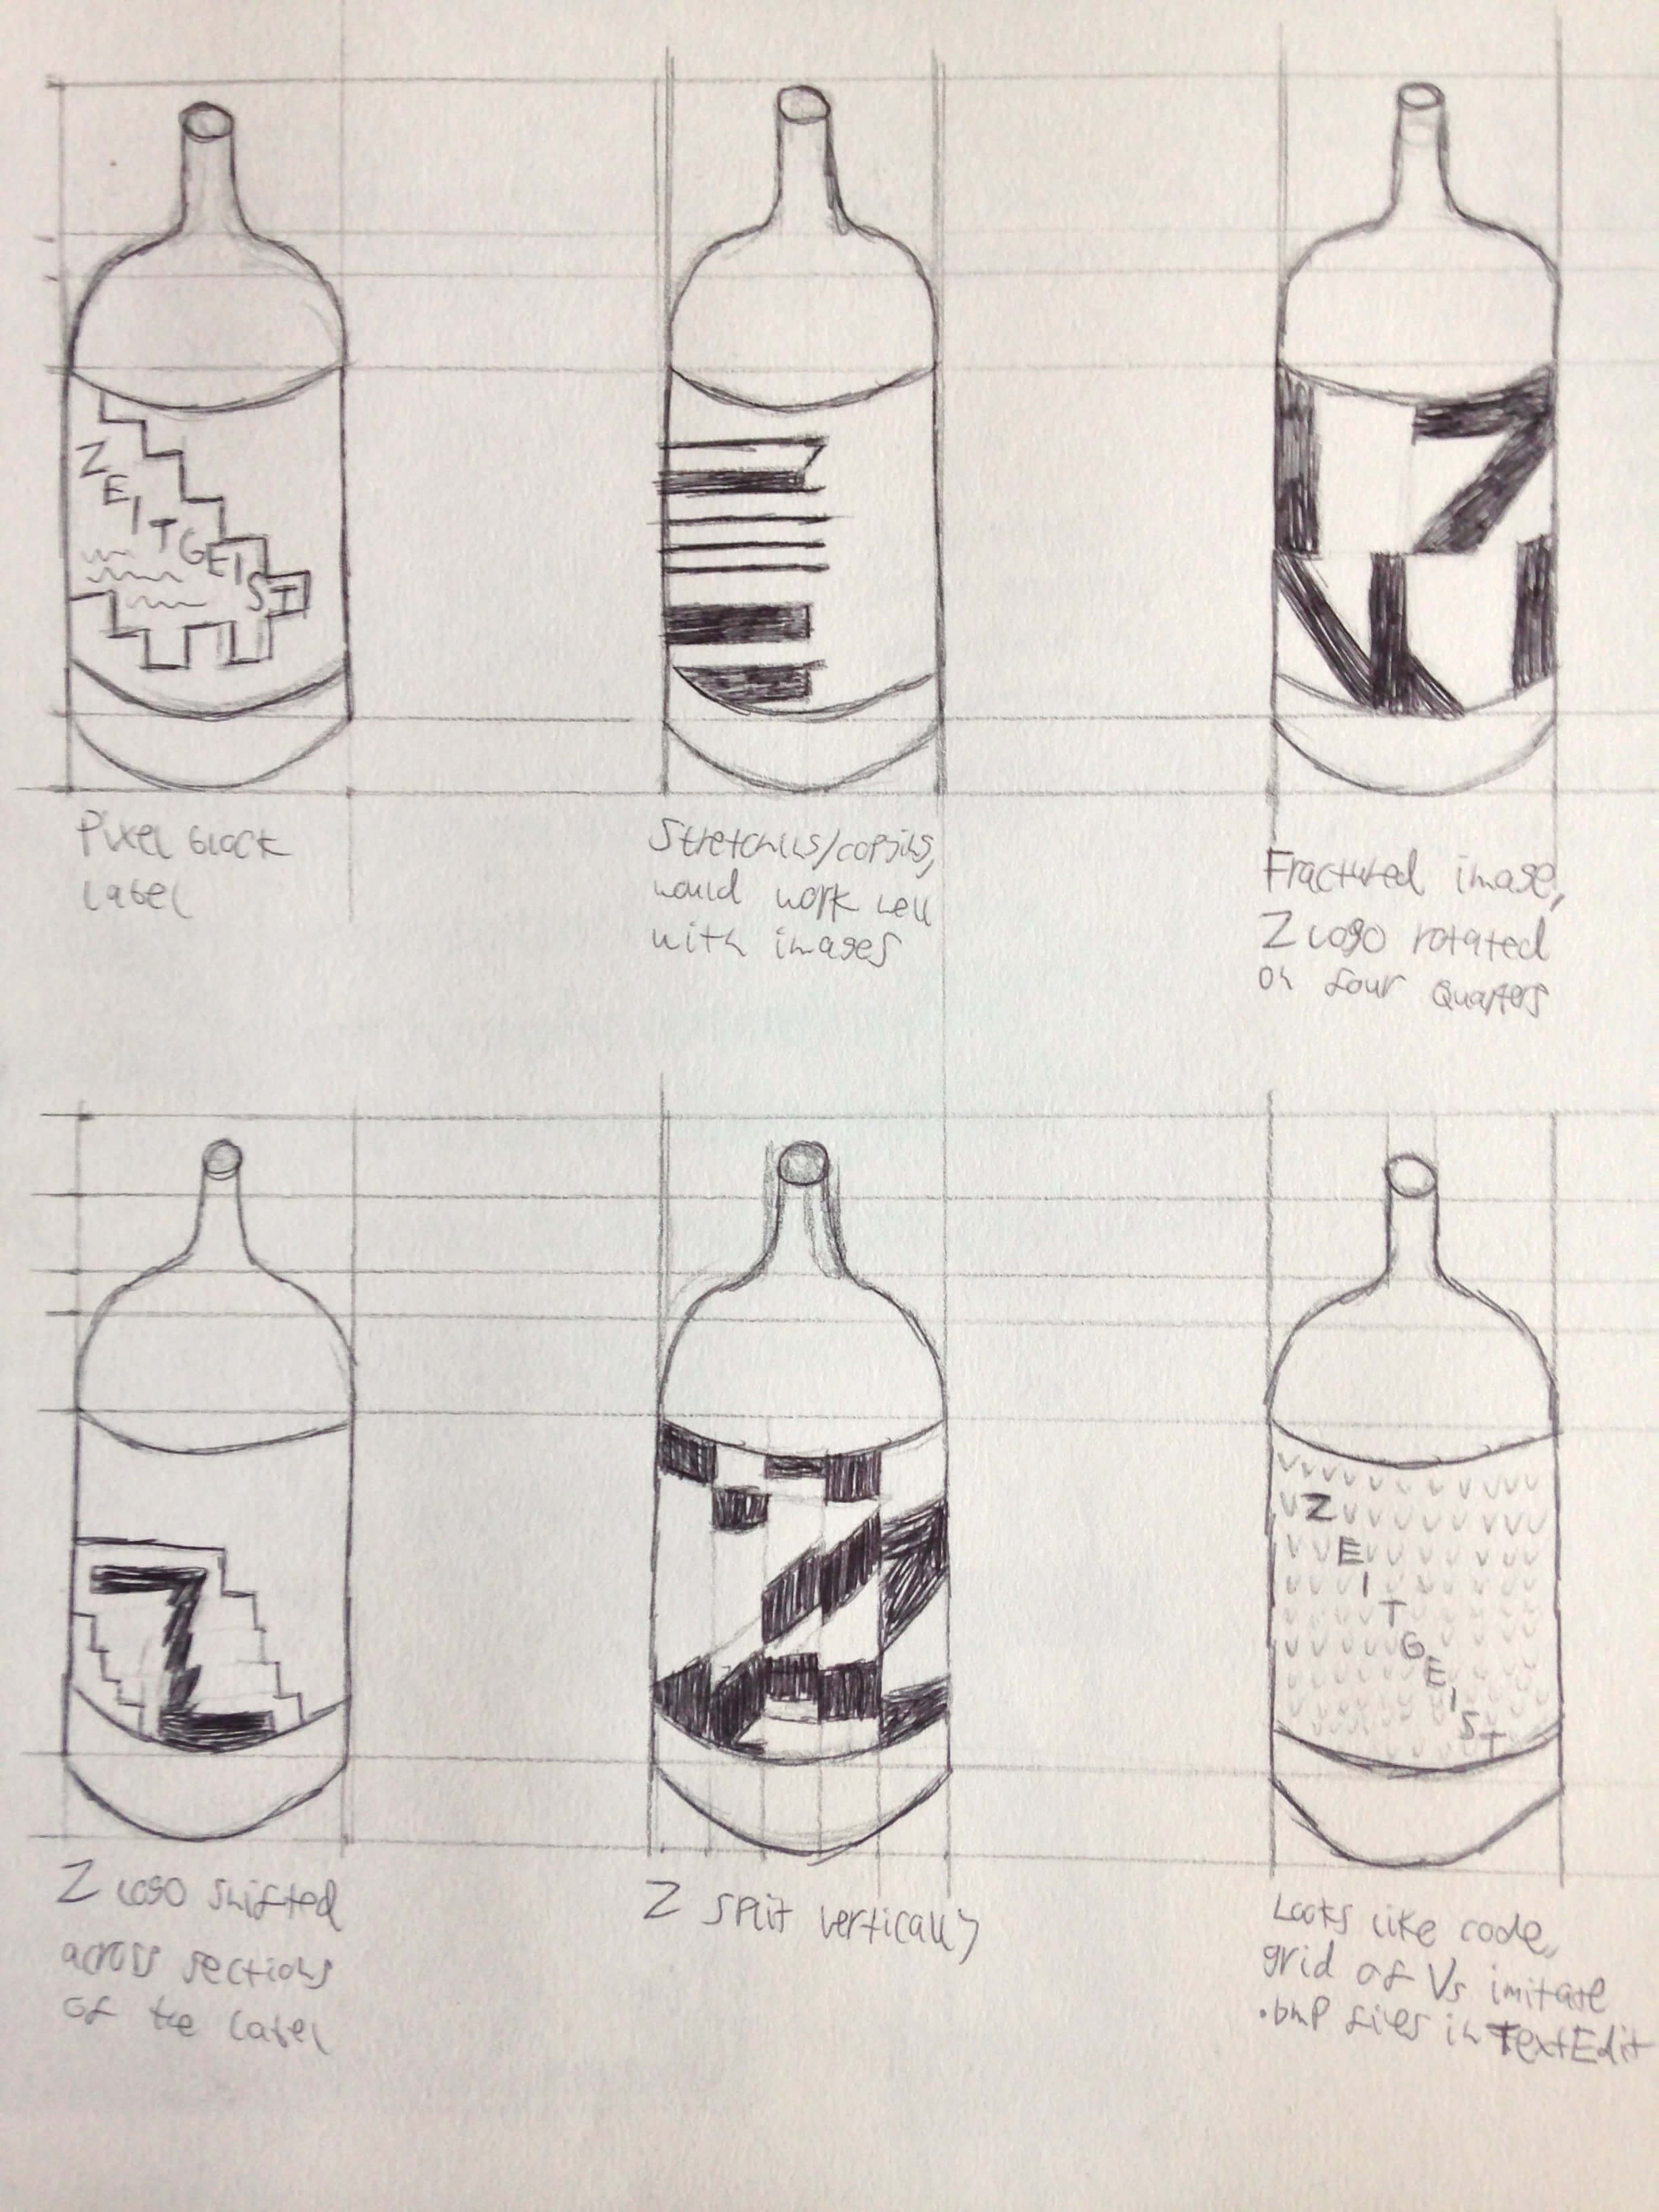 ZEITGEIST
Pixel block
label
Stretching/copying,
would work well
with images
Z
Fractured image,
Z logo rotated
on four quarters
Z
Z logo shifted
across sections
of the label
Z split vertically
ZEITGEIST
Looks like code,
grid of Vs imitate
.bmp files in TextEdit